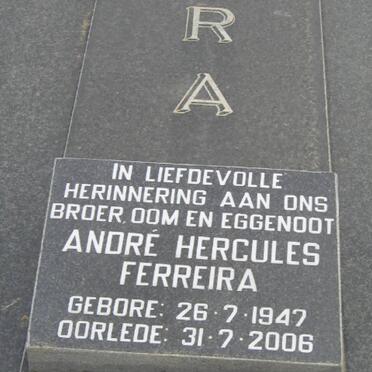 R
A
IN LIEFDEVOLLE
HERINNERING AAN ONS
BROER, OOM EN EGGENOOT
ANDRÉ HERCULES
FERREIRA
GEBORE: 26·7·1947
OORLEDE: 31·7·2006